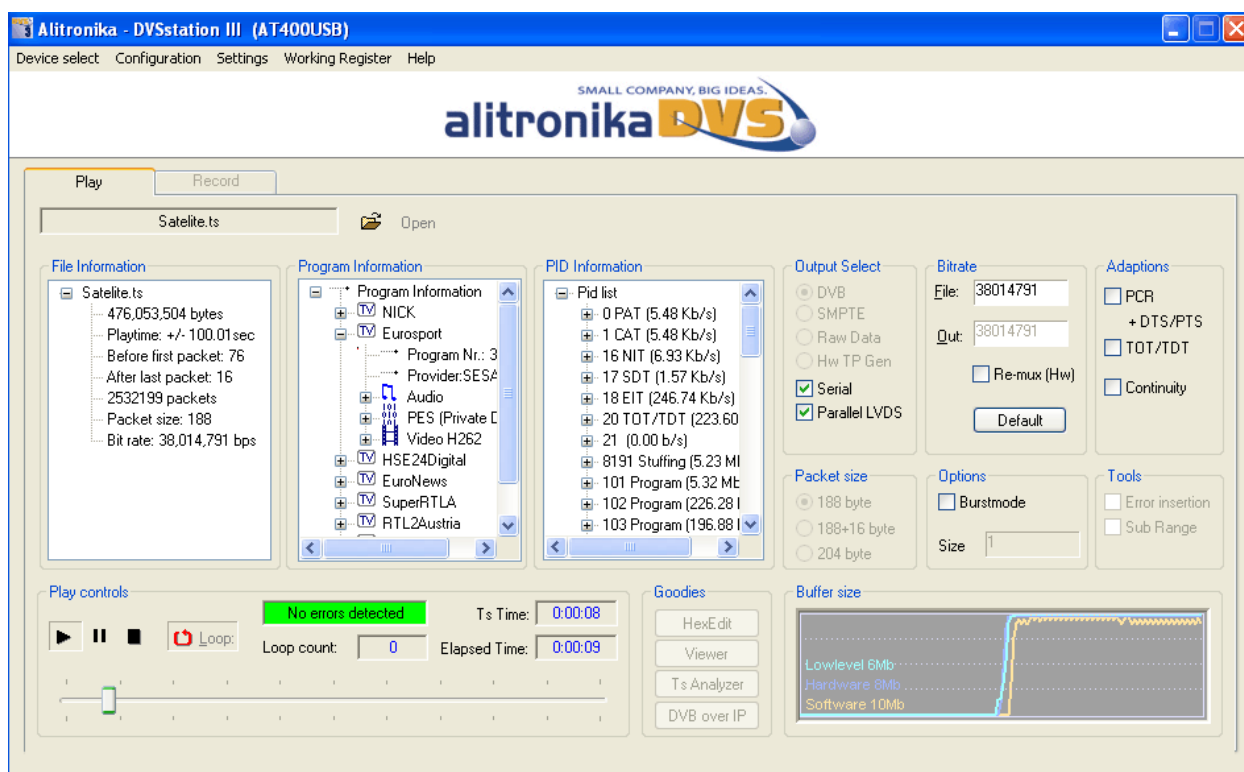 Alitronika - DVSstation III (AT400USB)
Device select Configuration Settings Working Register Help
SMALL COMPANY, BIG IDEAS.
alitronika DVS
Play
Record
Satelite.ts
Open
File Information
Satelite.ts
476,053,504 bytes
Playtime: +/- 100.01sec
Before first packet: 76
After last packet: 16
2532199 packets
Packet size: 188
Bit rate: 38,014,791 bps
Program Information
Program Information
NICK
Eurosport
Program Nr.: 3
Provider:SESA
Audio
PES (Private D
Video H262
HSE24Digital
EuroNews
SuperRTLA
RTL2Austria
PID Information
Pid list
0 PAT (5.48 Kb/s)
1 CAT (5.48 Kb/s)
16 NIT (6.93 Kb/s)
17 SDT (1.57 Kb/s)
18 EIT (246.74 Kb/s)
20 TOT/TDT (223.60
21 (0.00 b/s)
8191 Stuffing (5.23 M
101 Program (5.32 Mb
102 Program (226.28
103 Program (196.88
Output Select
DVB
SMPTE
Raw Data
Hw TP Gen
Serial
Parallel LVDS
Bitrate
File: 38014791
Out: 38014791
Re-mux (Hw)
Default
Adaptions
PCR
+ DTS/PTS
TOT/TDT
Continuity
Packet size
188 byte
188+16 byte
204 byte
Options
Burstmode
Size 1
Tools
Error insertion
Sub Range
Play controls
No errors detected
Ts Time: 0:00:08
Loop:
Loop count: 0
Elapsed Time: 0:00:09
Goodies
HexEdit
Viewer
Ts Analyzer
DVB over IP
Buffer size
Lowlevel 6Mb
Hardware 8Mb
Software 10Mb